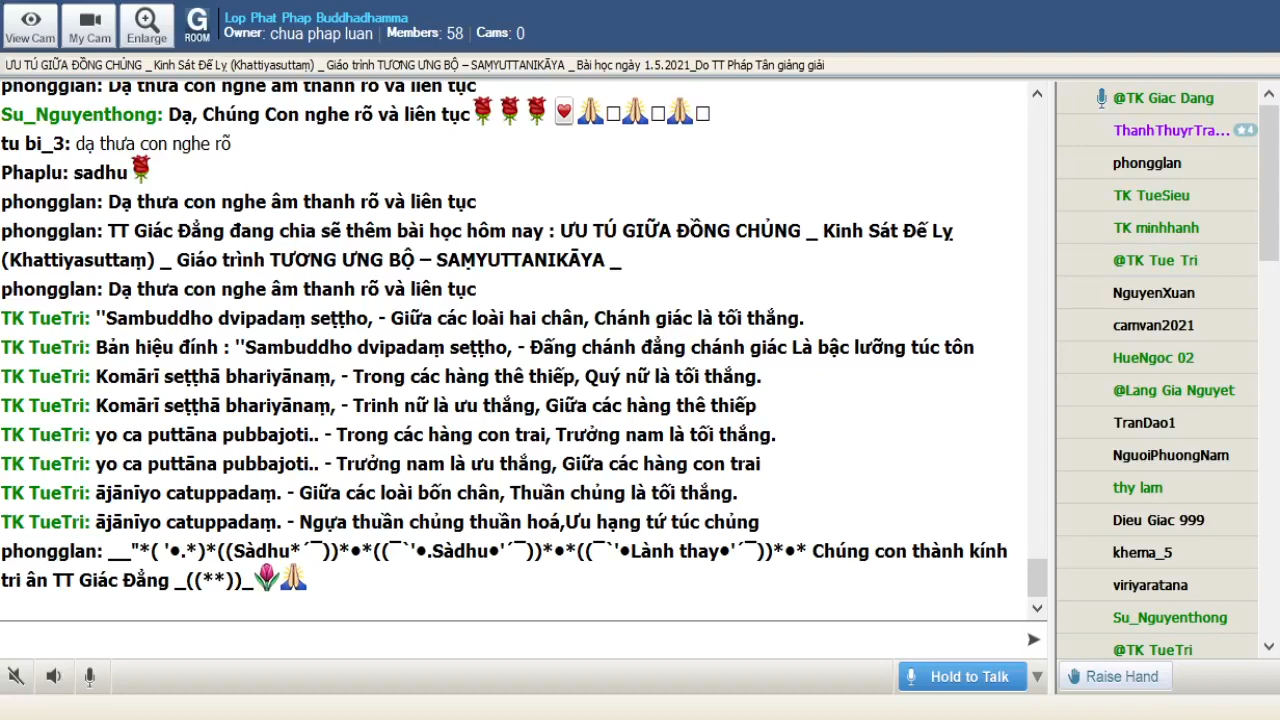 View Cam
My Cam
Enlarge
G
ROOM
Lop Phat Phap Buddhadhamma
Owner: chua phap luan | Members: 58 | Cams: 0
ƯU TÚ GIỮA ĐỒNG CHỦNG _ Kinh Sát Đế Lỵ (Khattiyasuttaṃ) _ Giáo trình TƯƠNG ƯNG BỘ – SAṂYUTTANIKĀYA _ Bài học ngày 1.5.2021_Do TT Pháp Tân giảng giải
phongglan: Dạ thưa con nghe âm thanh rõ và liên tục
Su_Nguyenthong: Dạ, Chúng Con nghe rõ và liên tục🌹🌹🌹💌🙏□🙏□🙏□
tu bi_3: dạ thưa con nghe rõ
Phaplu: sadhu🌹
phongglan: Dạ thưa con nghe âm thanh rõ và liên tục
phongglan: TT Giác Đẳng đang chia sẽ thêm bài học hôm nay : ƯU TÚ GIỮA ĐỒNG CHỦNG _ Kinh Sát Đế Lỵ
(Khattiyasuttaṃ) _ Giáo trình TƯƠNG ƯNG BỘ – SAṂYUTTANIKĀYA _
phongglan: Dạ thưa con nghe âm thanh rõ và liên tục
TK TueTri: ''Sambuddho dvipadaṃ seṭṭho, - Giữa các loài hai chân, Chánh giác là tối thắng.
TK TueTri: Bản hiệu đính : ''Sambuddho dvipadaṃ seṭṭho, - Đấng chánh đẳng chánh giác Là bậc lưỡng túc tôn
TK TueTri: Komārī seṭṭhā bhariyānaṃ, - Trong các hàng thê thiếp, Quý nữ là tối thắng.
TK TueTri: Komārī seṭṭhā bhariyānaṃ, - Trinh nữ là ưu thắng, Giữa các hàng thê thiếp
TK TueTri: yo ca puttāna pubbajoti.. - Trong các hàng con trai, Trưởng nam là tối thắng.
TK TueTri: yo ca puttāna pubbajoti.. - Trưởng nam là ưu thắng, Giữa các hàng con trai
TK TueTri: ājānīyo catuppadaṃ. - Giữa các loài bốn chân, Thuần chủng là tối thắng.
TK TueTri: ājānīyo catuppadaṃ. - Ngựa thuần chủng thuần hoá,Ưu hạng tứ túc chủng
phongglan: __"*( '•.*)*((Sàdhu*´¯))*•*((¯`'•.Sàdhu•'´¯))*•*((¯`'•Lành thay•'´¯))*•* Chúng con thành kính
tri ân TT Giác Đẳng _((**))_🌷🙏
Hold to Talk
@TK Giac Dang
ThanhThuyrTra... ★4
phongglan
TK TueSieu
TK minhhanh
@TK Tue Tri
NguyenXuan
camvan2021
HueNgoc 02
@Lang Gia Nguyet
TranDao1
NguoiPhuongNam
thy lam
Dieu Giac 999
khema_5
viriyaratana
Su_Nguyenthong
@TK TueTri
Raise Hand